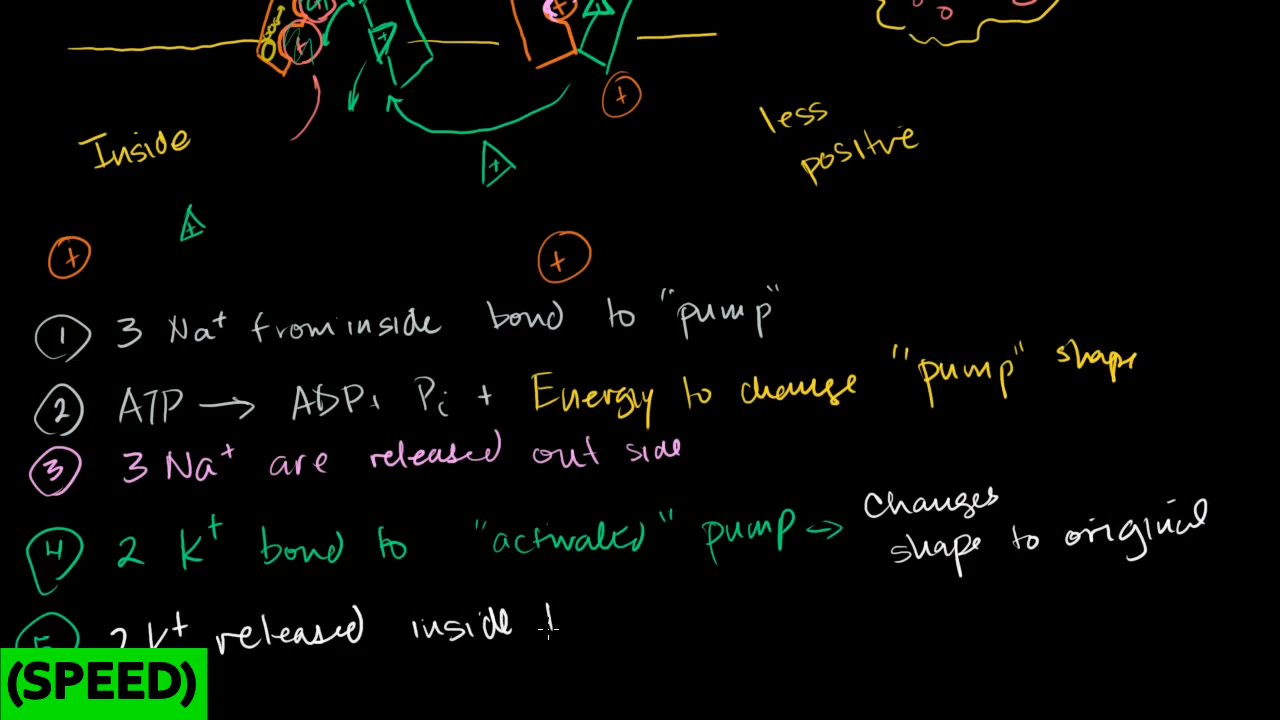 Inside
less
positive
① 3 Na⁺ from inside bond to "pump"
② ATP → ADP + Pi + Energy to change "pump" shape
③ 3 Na⁺ are released out side
④ 2 K⁺ bond to "activated" pump → changes
shape to original
⑤ 2 K⁺ released inside
(SPEED)